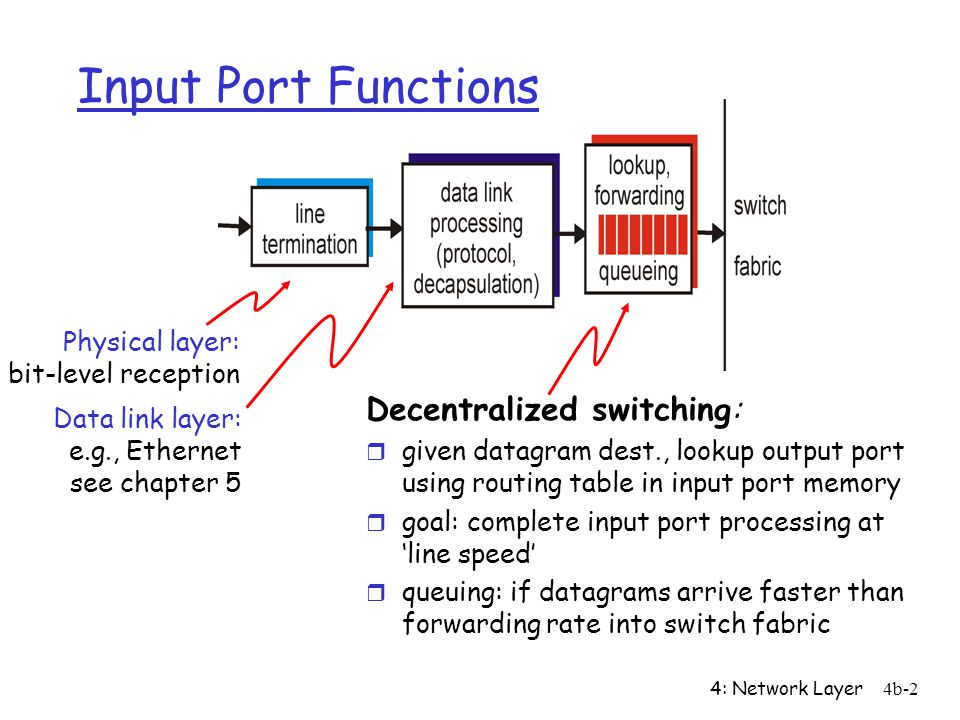 Input Port Functions
line
termination
data link
processing
(protocol,
decapsulation)
lookup,
forwarding
queueing
switch
fabric
Physical layer:
bit-level reception
Data link layer:
e.g., Ethernet
see chapter 5
Decentralized switching:
given datagram dest., lookup output port
using routing table in input port memory
goal: complete input port processing at
‘line speed’
queuing: if datagrams arrive faster than
forwarding rate into switch fabric
4: Network Layer 4b-2